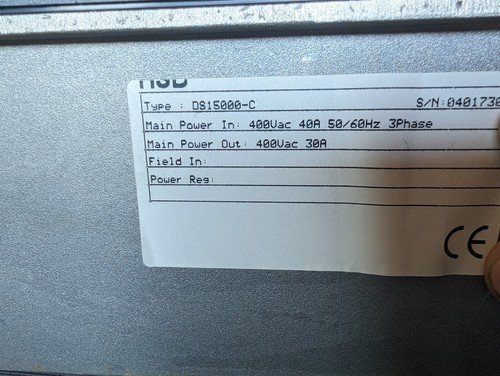 Type : DS15000-C S/N:0401730
Main Power In: 400Vac 40A 50/60Hz 3Phase
Main Power Out: 400Vac 30A
Field In:
Power Reg:
CE